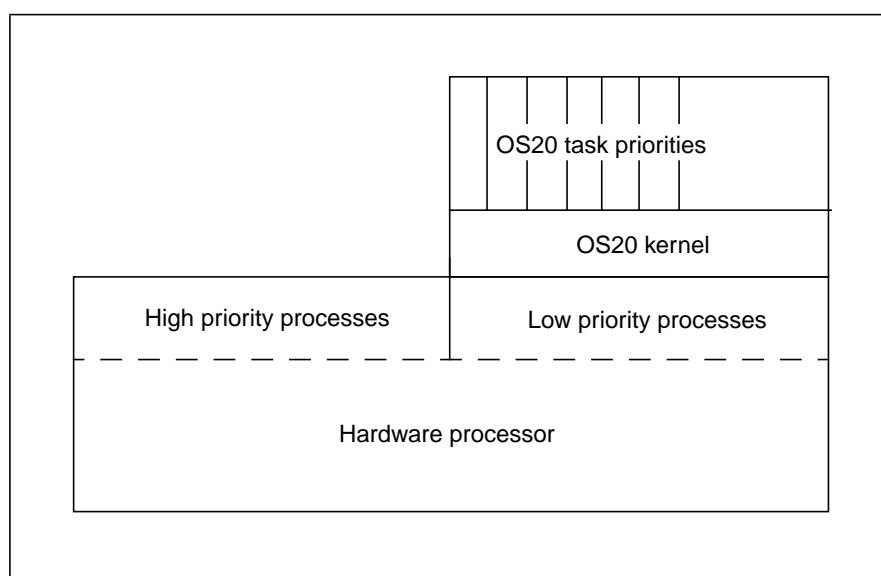 OS20 task priorities
OS20 kernel
High priority processes
Low priority processes
Hardware processor